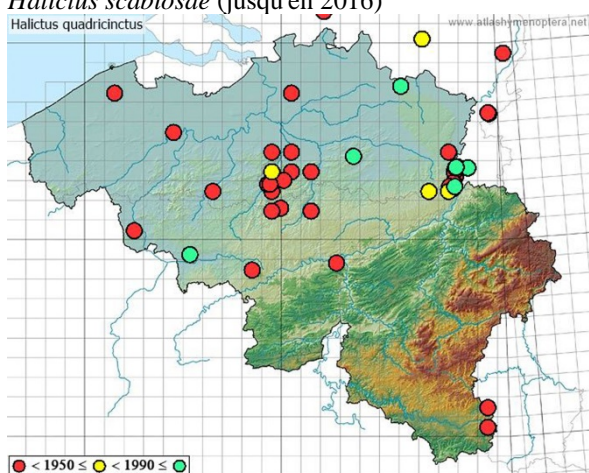 Halictus scabiosae (jusqu'en 2016)
Halictus quadricinctus
www.atlashymenoptera.net
< 1950 ≤ < 1990 ≤